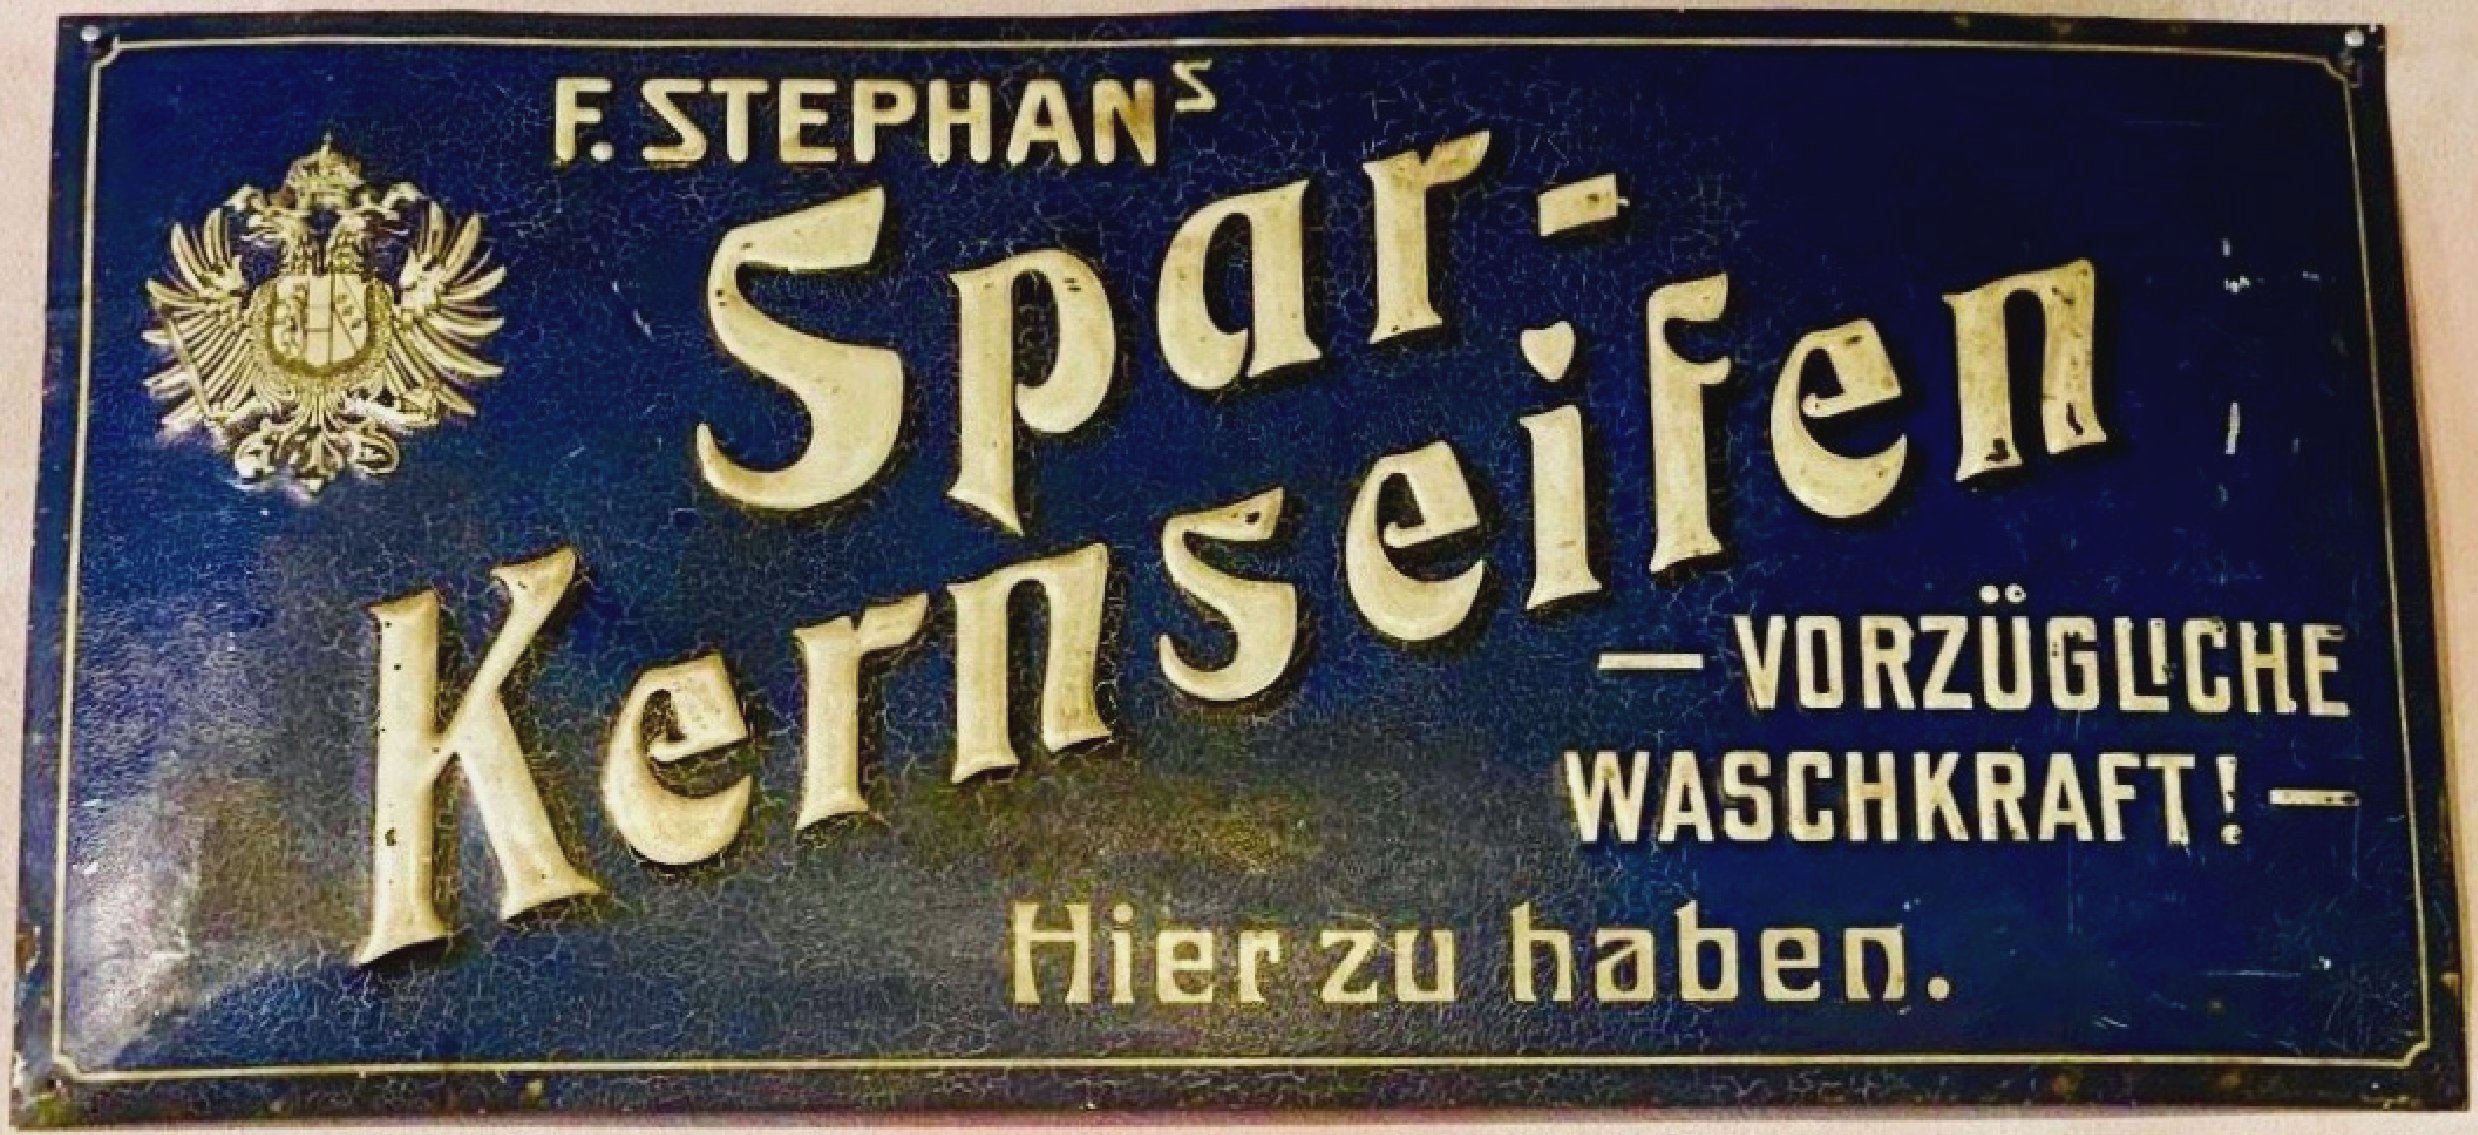 F. STEPHANS
Spar-
Kernseifen
— VORZÜGLICHE
WASCHKRAFT! —
Hier zu haben.